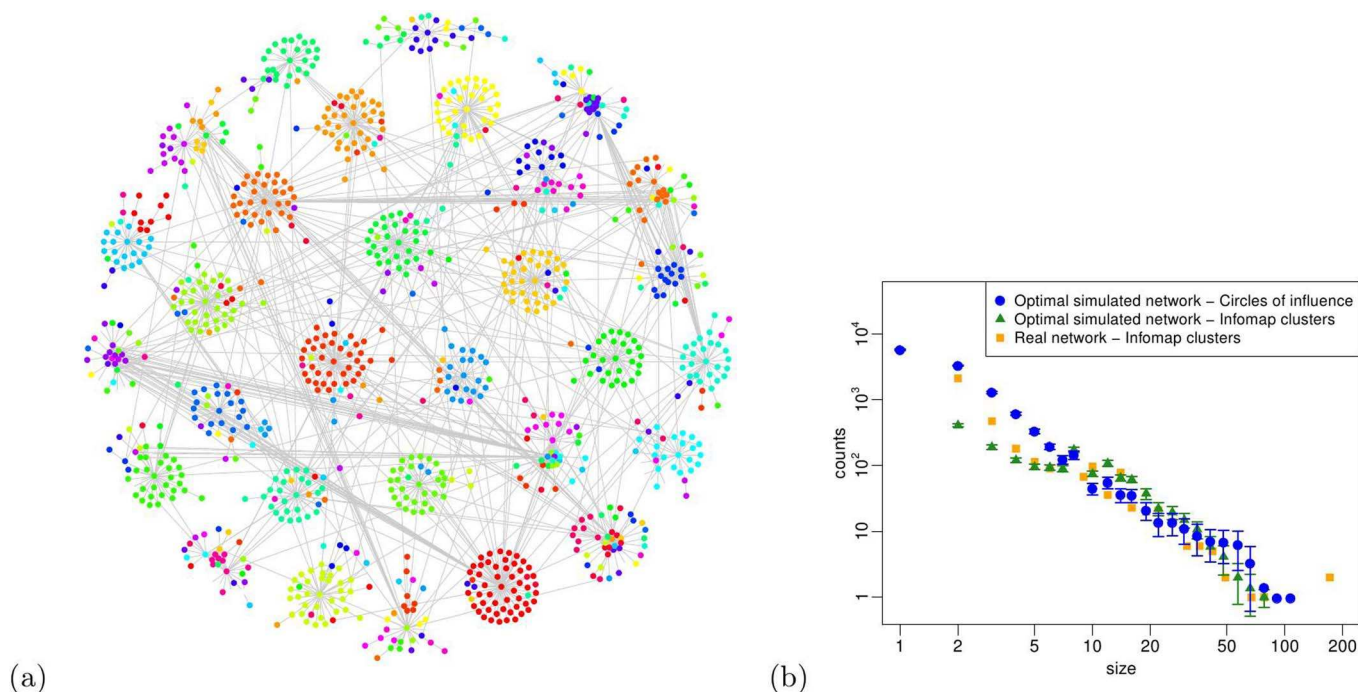 Optimal simulated network − Circles of influence
Optimal simulated network − Infomap clusters
Real network − Infomap clusters
10⁴
10³
10²
10
1
counts
1 2 5 10 20 50 100 200
size
(a) (b)